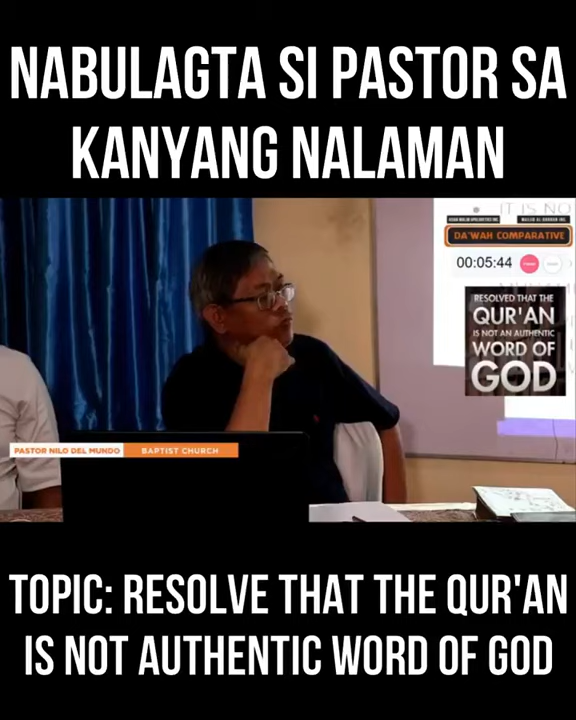 NABULAGTA SI PASTOR SA
KANYANG NALAMAN
IT IS NO
DA'WAH COMPARATIVE
00:05:44
RESOLVED THAT THE
QUR'AN
IS NOT AN AUTHENTIC
WORD OF
GOD
PASTOR NILO DEL MUNDO BAPTIST CHURCH
TOPIC: RESOLVE THAT THE QUR'AN
IS NOT AUTHENTIC WORD OF GOD